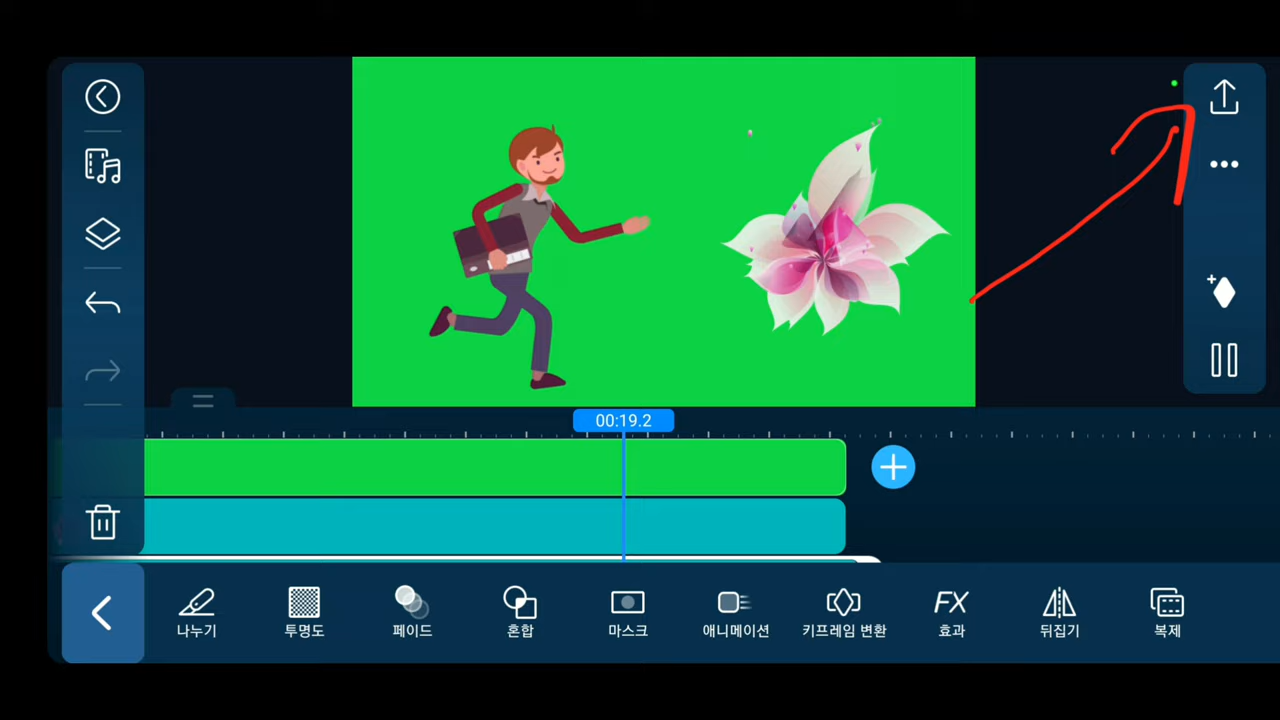 00:19.2
나누기
투명도
페이드
혼합
마스크
애니메이션
키프레임 변환
FX
효과
뒤집기
복제